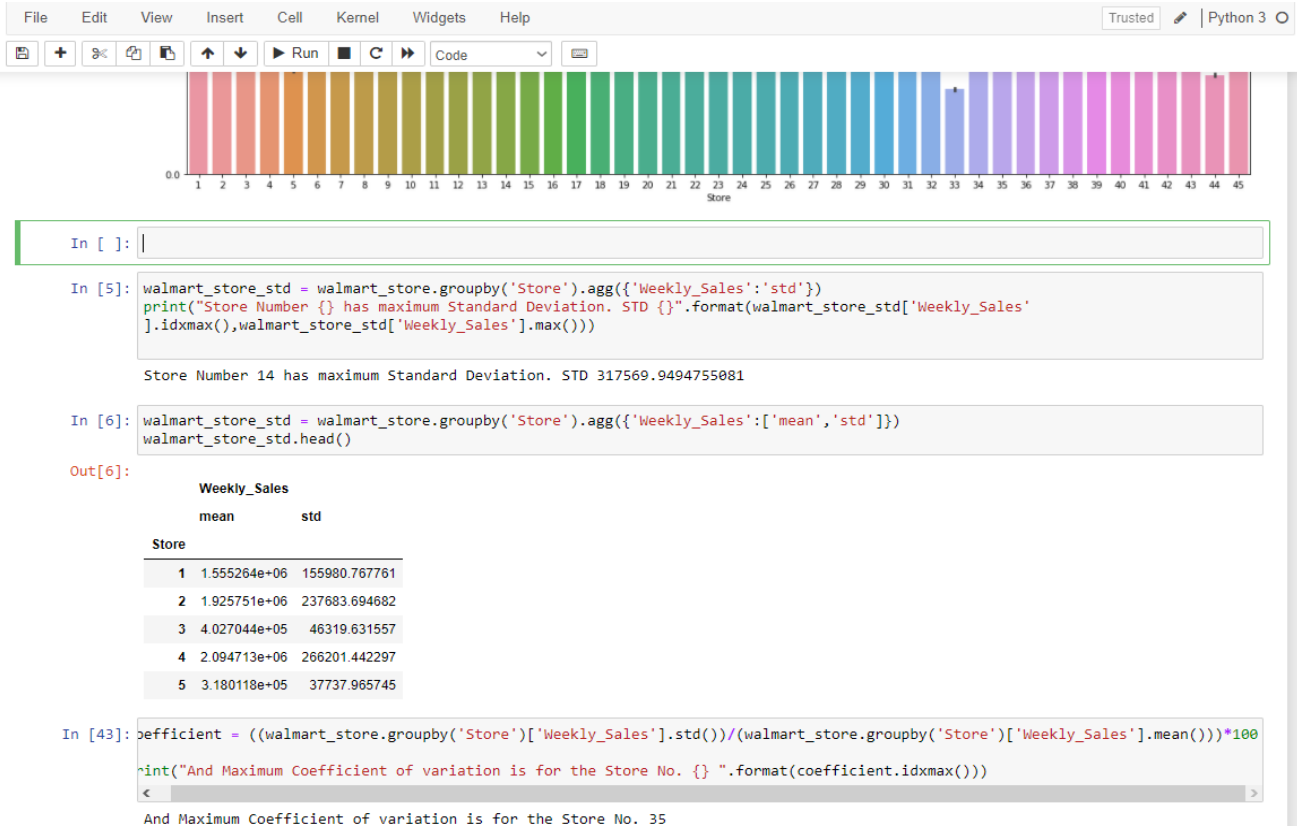 File Edit View Insert Cell Kernel Widgets Help Trusted Python 3
Run Code
0.0
1 2 3 4 5 6 7 8 9 10 11 12 13 14 15 16 17 18 19 20 21 22 23 24 25 26 27 28 29 30 31 32 33 34 35 36 37 38 39 40 41 42 43 44 45
Store
In [ ]:
In [5]: walmart_store_std = walmart_store.groupby('Store').agg({'Weekly_Sales':'std'})
print("Store Number {} has maximum Standard Deviation. STD {}".format(walmart_store_std['Weekly_Sales'
].idxmax(),walmart_store_std['Weekly_Sales'].max()))
Store Number 14 has maximum Standard Deviation. STD 317569.9494755081
In [6]: walmart_store_std = walmart_store.groupby('Store').agg({'Weekly_Sales':['mean','std']})
walmart_store_std.head()
Out[6]:
Weekly_Sales
mean std
Store
1 1.555264e+06 155980.767761
2 1.925751e+06 237683.694682
3 4.027044e+05 46319.631557
4 2.094713e+06 266201.442297
5 3.180118e+05 37737.965745
In [43]: oefficient = ((walmart_store.groupby('Store')['Weekly_Sales'].std())/(walmart_store.groupby('Store')['Weekly_Sales'].mean()))*100
rint("And Maximum Coefficient of variation is for the Store No. {} ".format(coefficient.idxmax()))
And Maximum Coefficient of variation is for the Store No. 35